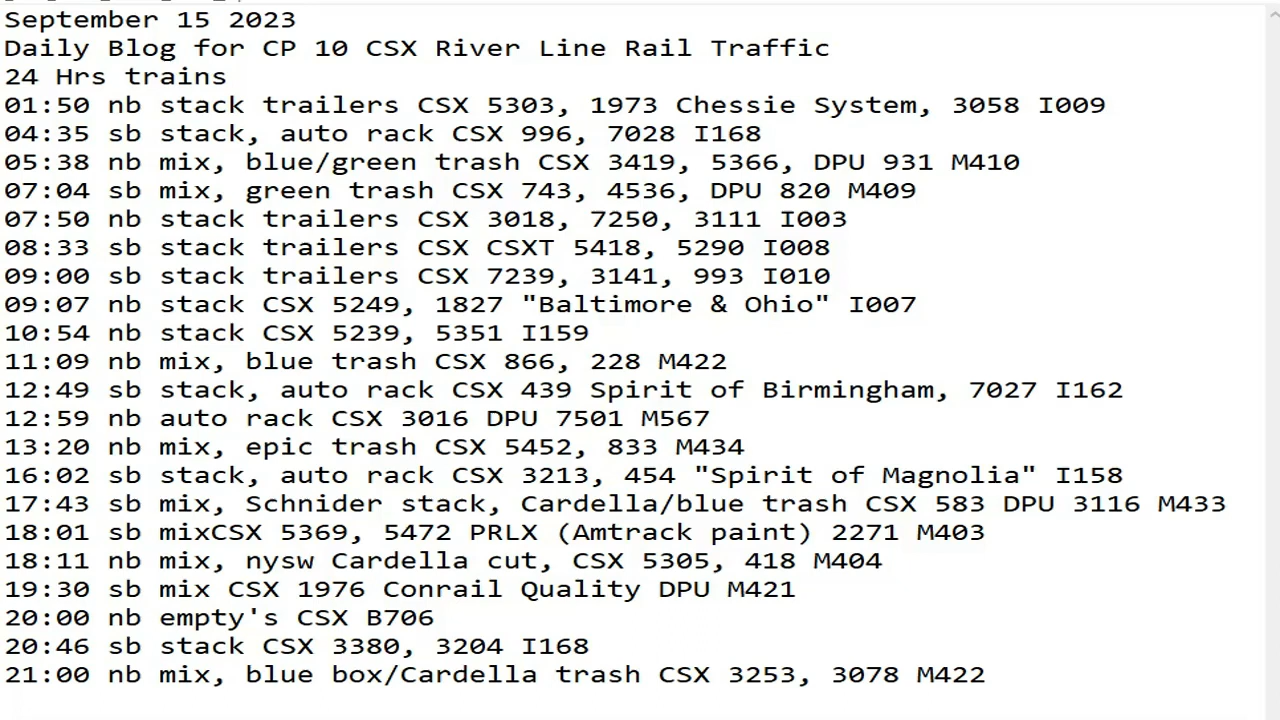 September 15 2023
Daily Blog for CP 10 CSX River Line Rail Traffic
24 Hrs trains
01:50 nb stack trailers CSX 5303, 1973 Chessie System, 3058 I009
04:35 sb stack, auto rack CSX 996, 7028 I168
05:38 nb mix, blue/green trash CSX 3419, 5366, DPU 931 M410
07:04 sb mix, green trash CSX 743, 4536, DPU 820 M409
07:50 nb stack trailers CSX 3018, 7250, 3111 I003
08:33 sb stack trailers CSX CSXT 5418, 5290 I008
09:00 sb stack trailers CSX 7239, 3141, 993 I010
09:07 nb stack CSX 5249, 1827 "Baltimore & Ohio" I007
10:54 nb stack CSX 5239, 5351 I159
11:09 nb mix, blue trash CSX 866, 228 M422
12:49 sb stack, auto rack CSX 439 Spirit of Birmingham, 7027 I162
12:59 nb auto rack CSX 3016 DPU 7501 M567
13:20 nb mix, epic trash CSX 5452, 833 M434
16:02 sb stack, auto rack CSX 3213, 454 "Spirit of Magnolia" I158
17:43 sb mix, Schnider stack, Cardella/blue trash CSX 583 DPU 3116 M433
18:01 sb mixCSX 5369, 5472 PRLX (Amtrack paint) 2271 M403
18:11 nb mix, nysw Cardella cut, CSX 5305, 418 M404
19:30 sb mix CSX 1976 Conrail Quality DPU M421
20:00 nb empty's CSX B706
20:46 sb stack CSX 3380, 3204 I168
21:00 nb mix, blue box/Cardella trash CSX 3253, 3078 M422